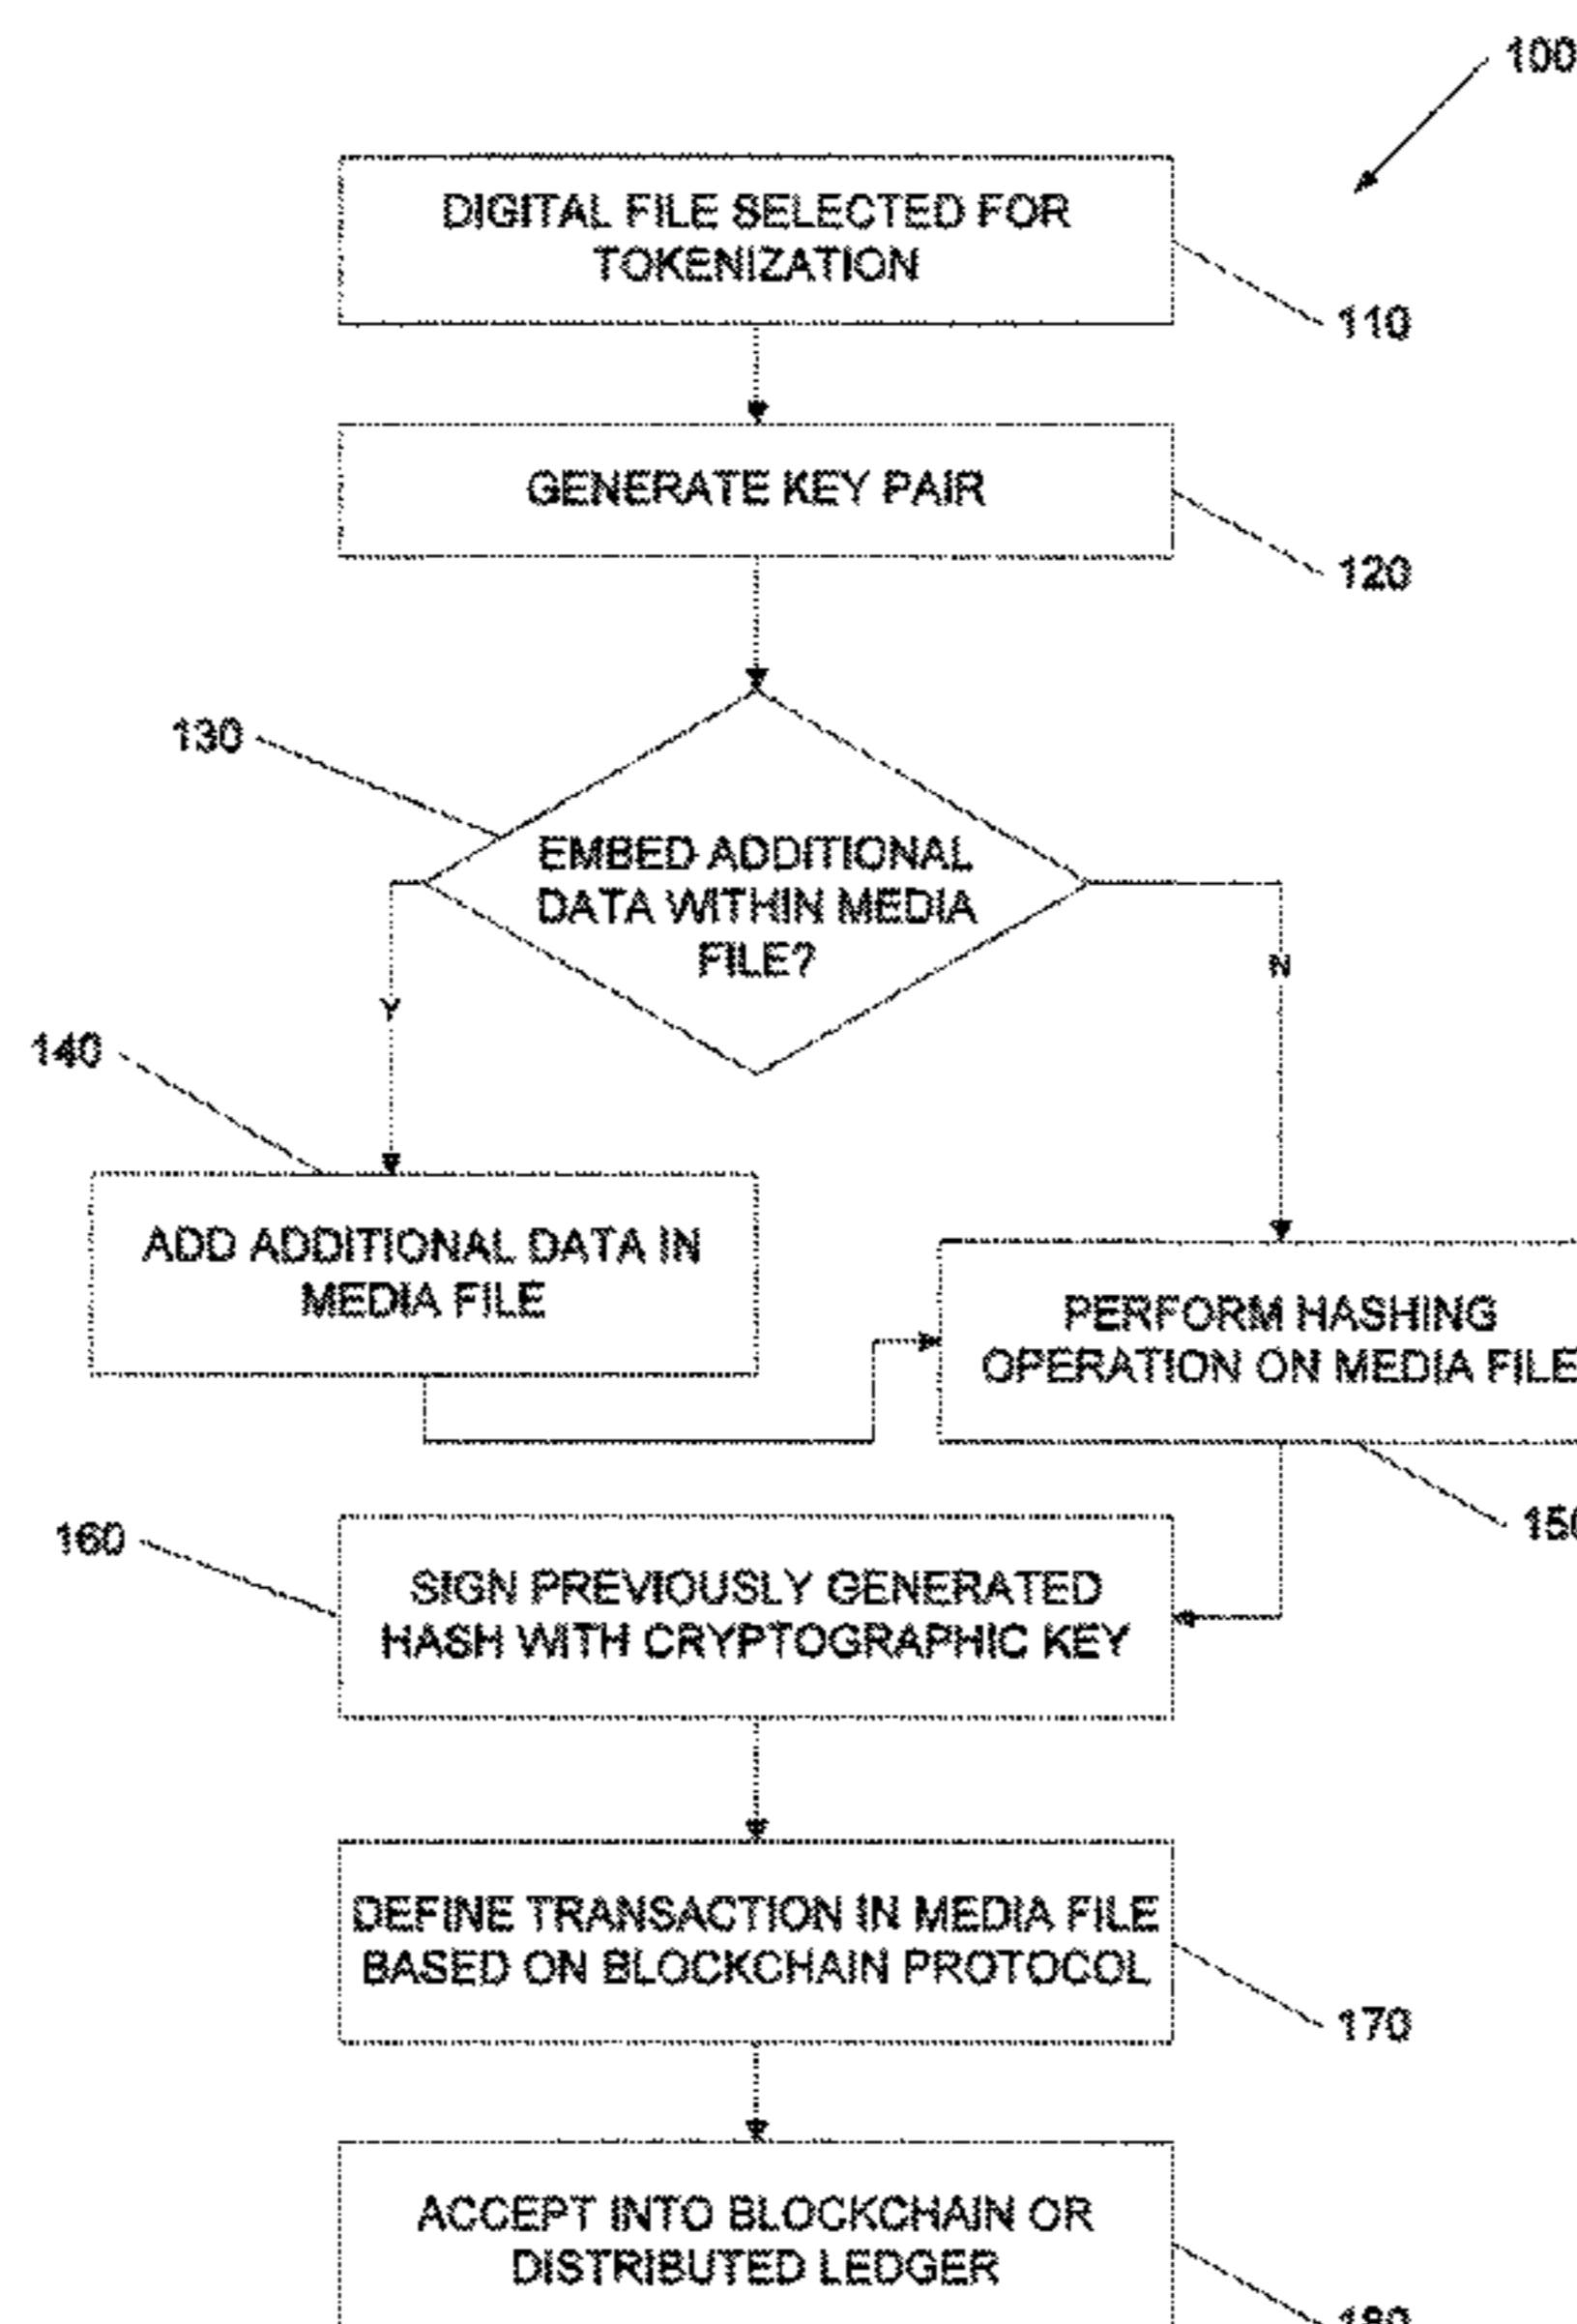 100
DIGITAL FILE SELECTED FOR
TOKENIZATION
110
GENERATE KEY PAIR
120
130
EMBED ADDITIONAL
DATA WITHIN MEDIA
FILE?
Y
N
140
ADD ADDITIONAL DATA IN
MEDIA FILE
PERFORM HASHING
OPERATION ON MEDIA FILE
150
160
SIGN PREVIOUSLY GENERATED
HASH WITH CRYPTOGRAPHIC KEY
DEFINE TRANSACTION IN MEDIA FILE
BASED ON BLOCKCHAIN PROTOCOL
170
ACCEPT INTO BLOCKCHAIN OR
DISTRIBUTED LEDGER
180